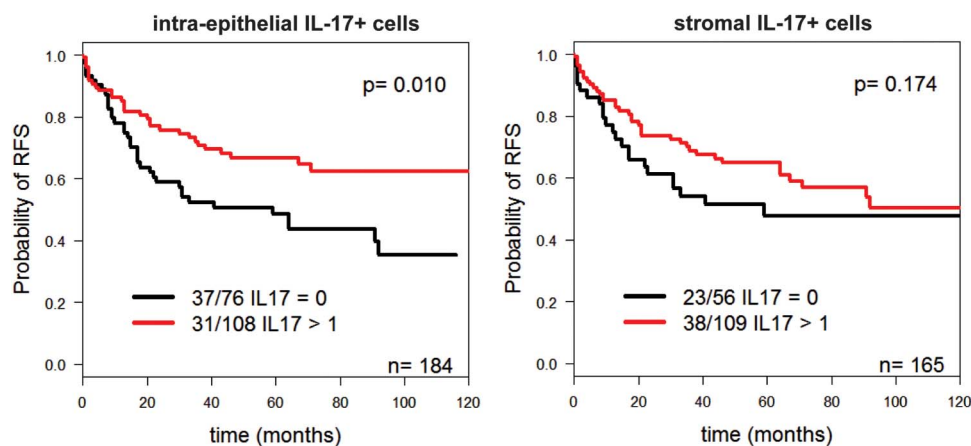 intra-epithelial IL-17+ cells
Probability of RFS
1.0
0.8
0.6
0.4
0.2
0.0
p= 0.010
37/76 IL17 = 0
31/108 IL17 > 1
n= 184
0 20 40 60 80 100 120
time (months)
stromal IL-17+ cells
Probability of RFS
1.0
0.8
0.6
0.4
0.2
0.0
p= 0.174
23/56 IL17 = 0
38/109 IL17 > 1
n= 165
0 20 40 60 80 100 120
time (months)